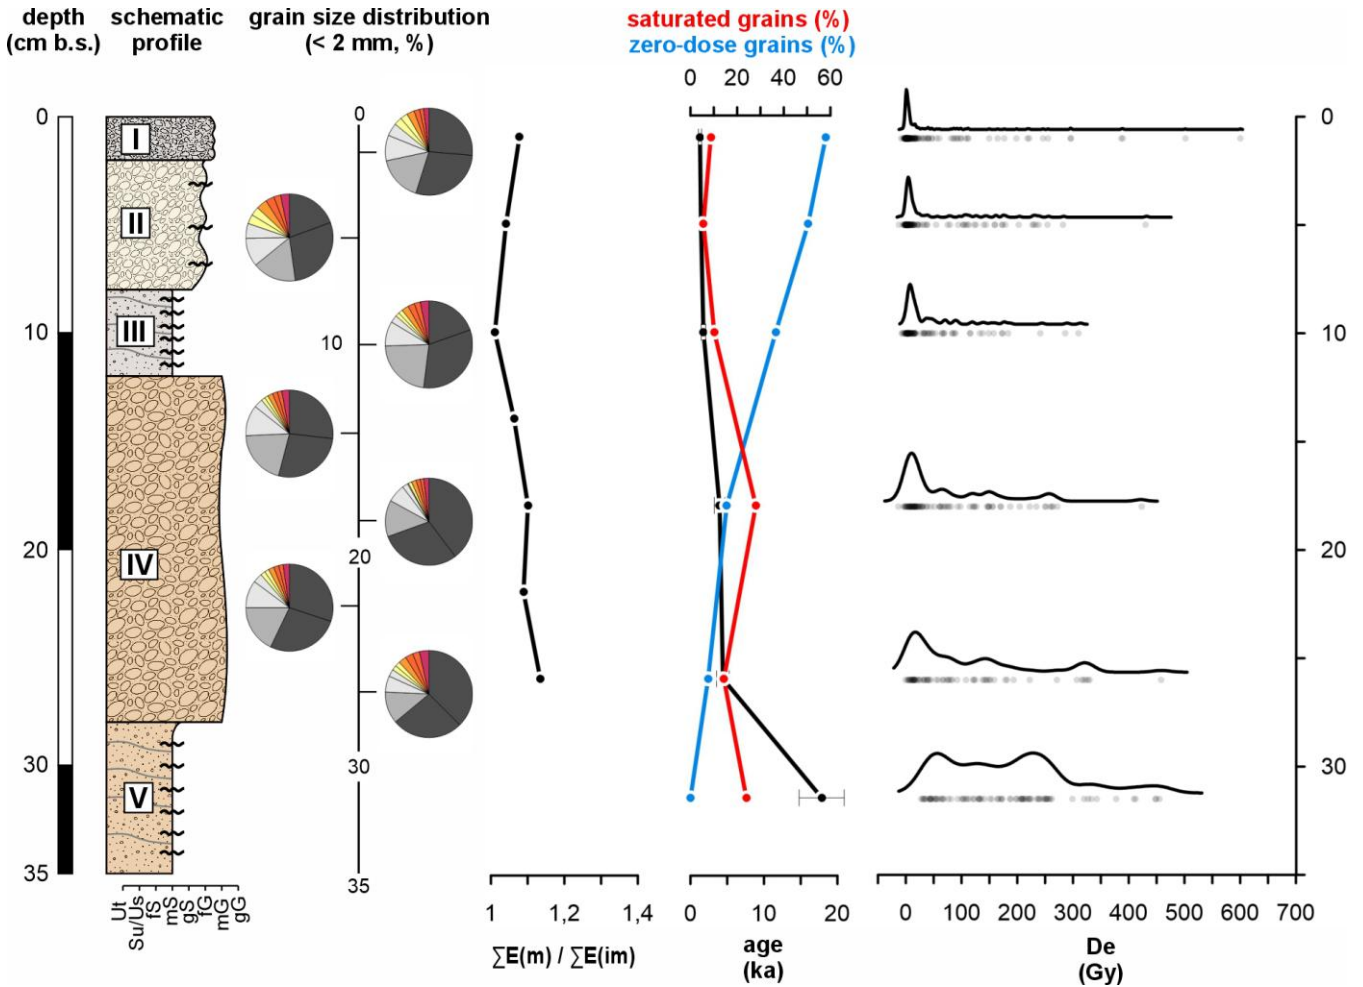 depth
(cm b.s.)
schematic
profile
grain size distribution
(< 2 mm, %)
saturated grains (%)
zero-dose grains (%)
0 20 40 60
0
10
20
30
35
I
II
III
IV
V
Ut
Su/Us
fS
mS
gS
fG
mG
gG
0
10
20
30
35
1 1,2 1,4
∑E(m) / ∑E(im)
0 10 20
age
(ka)
0 100 200 300 400 500 600 700
De
(Gy)
0
10
20
30